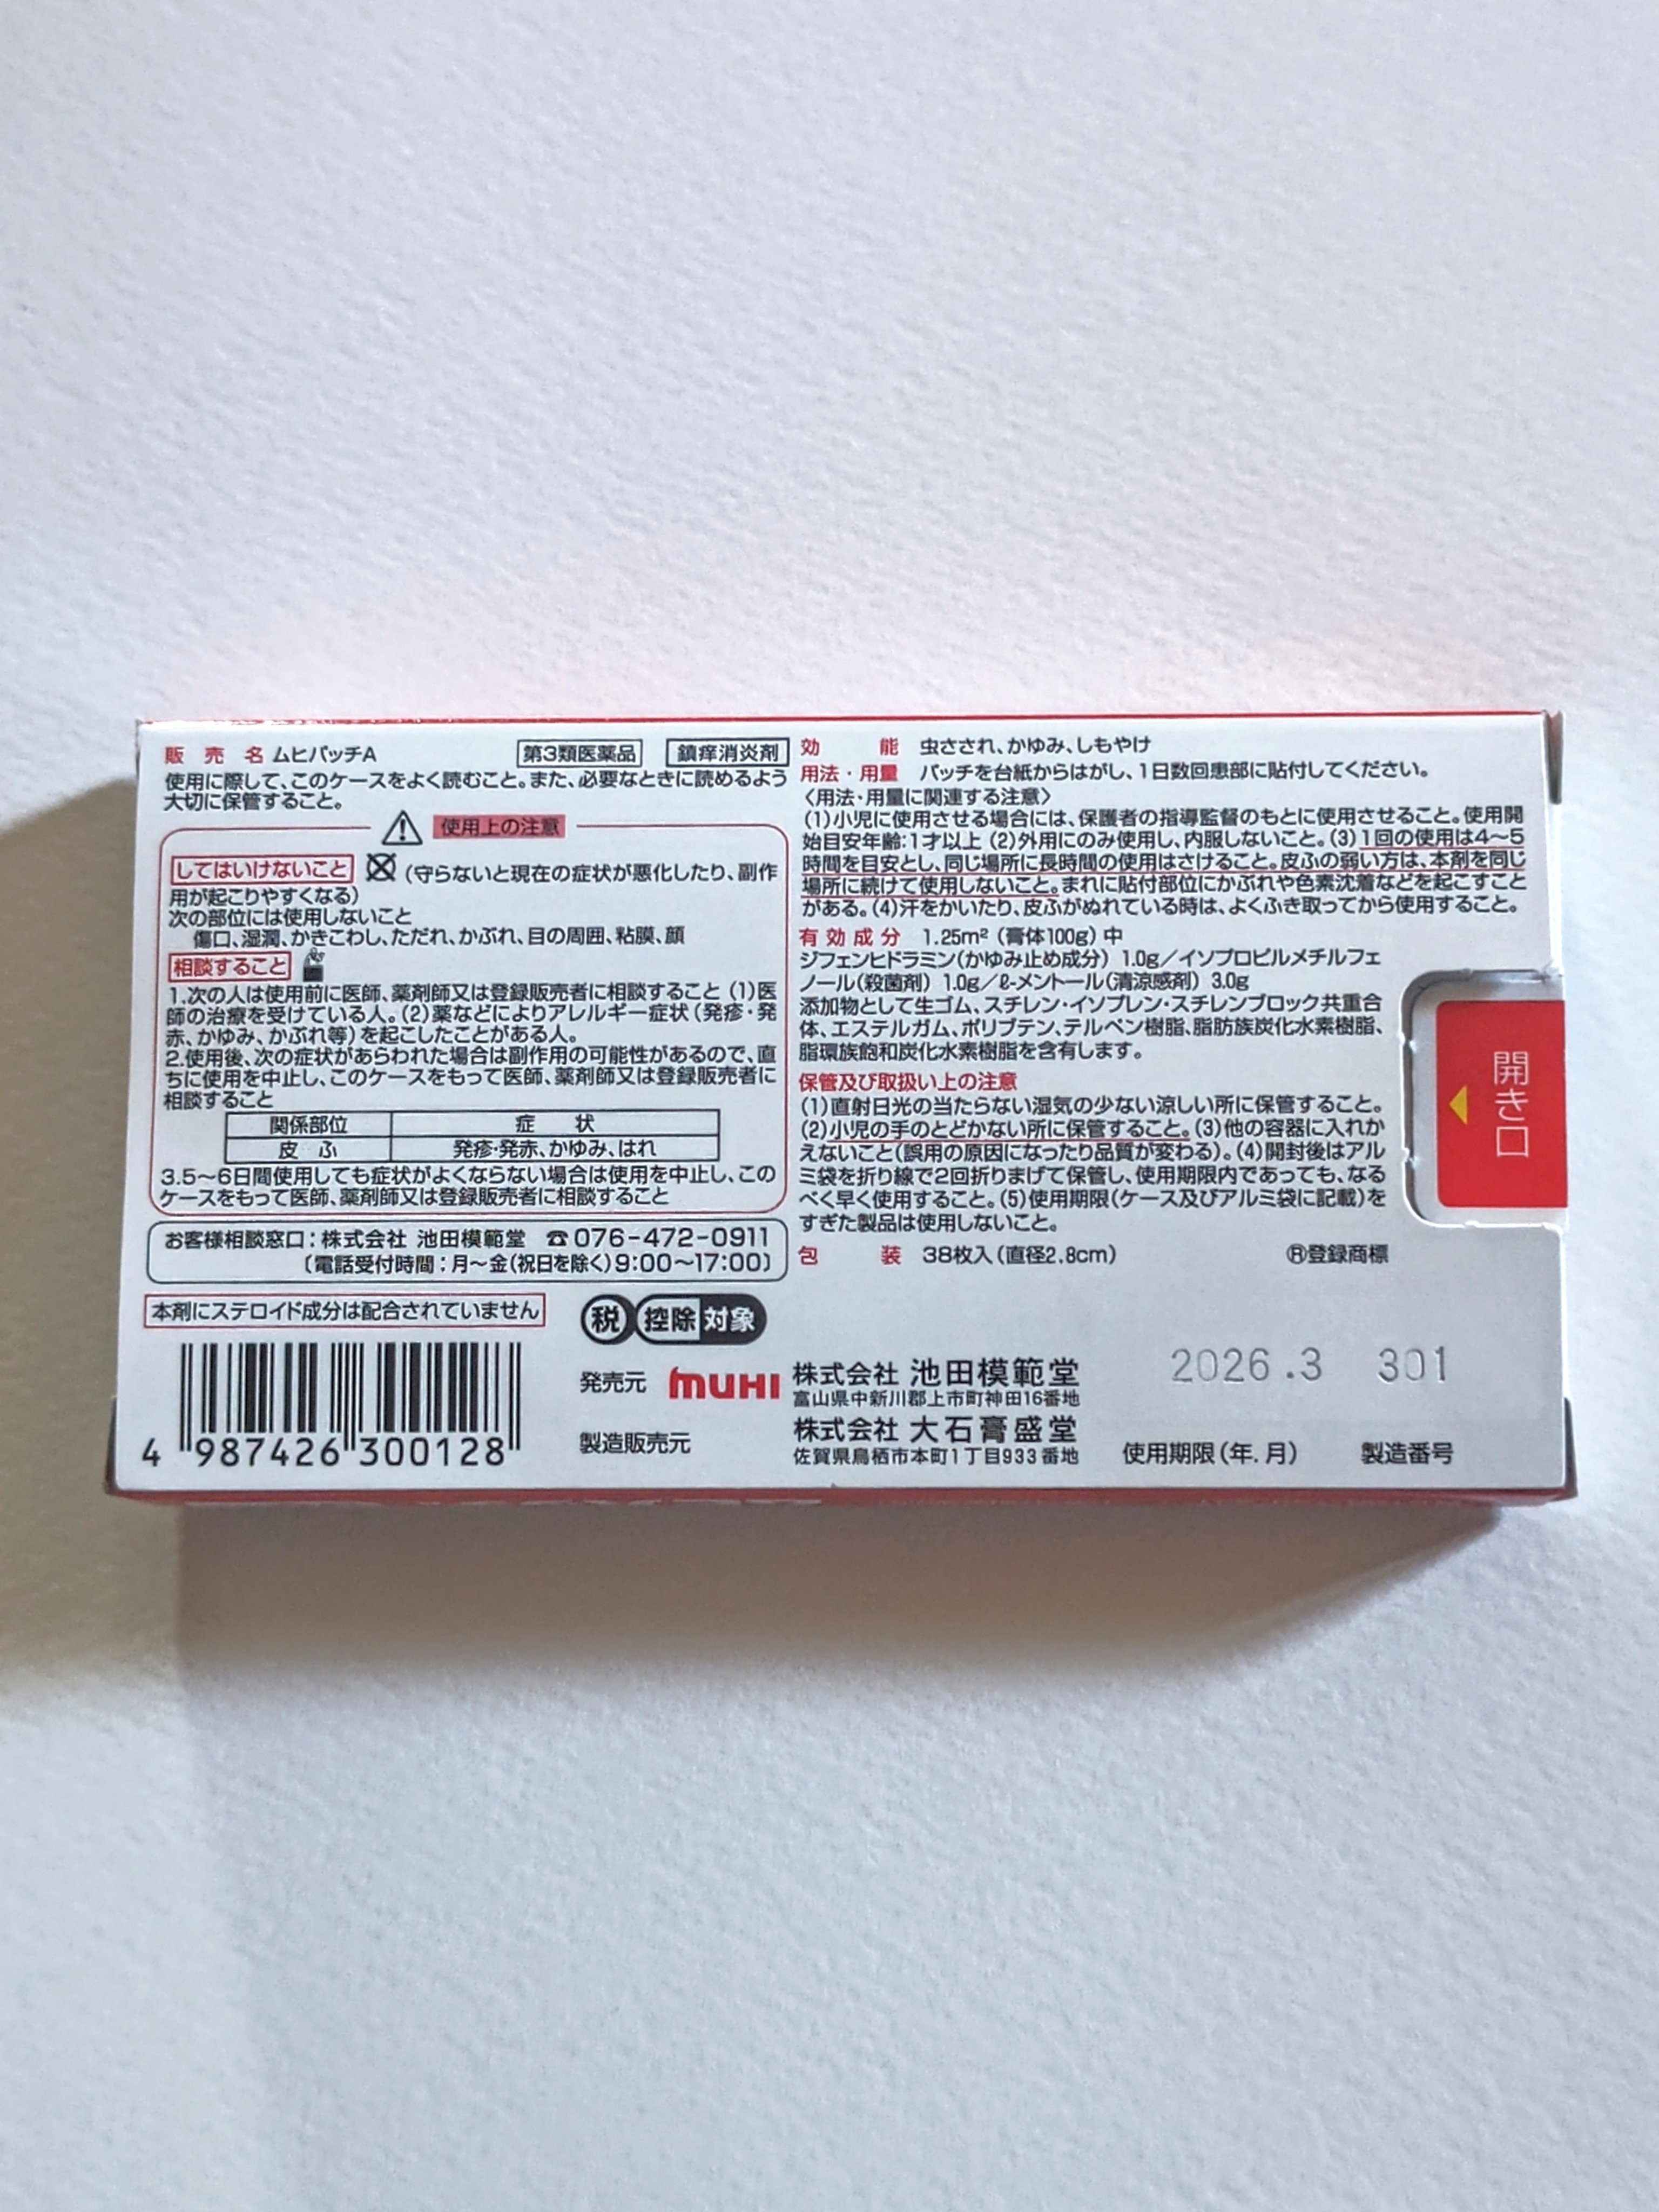 販売名 ムヒパッチA 第3類医薬品 鎮痒消炎剤
使用に際して、このケースをよく読むこと。また、必要なときに読めるよう
大切に保管すること。
使用上の注意
してはいけないこと (守らないと現在の症状が悪化したり、副作
用が起こりやすくなる)
次の部位には使用しないこと
傷口、湿潤、かきこわし、ただれ、かぶれ、目の周囲、粘膜、顔
相談すること
1.次の人は使用前に医師、薬剤師又は登録販売者に相談すること (1)医
師の治療を受けている人。(2)薬などによりアレルギー症状(発疹・発
赤、かゆみ、かぶれ等)を起こしたことがある人。
2.使用後、次の症状があらわれた場合は副作用の可能性があるので、直
ちに使用を中止し、このケースをもって医師、薬剤師又は登録販売者に
相談すること
関係部位 症状
皮ふ 発疹・発赤、かゆみ、はれ
3.5～6日間使用しても症状がよくならない場合は使用を中止し、この
ケースをもって医師、薬剤師又は登録販売者に相談すること
お客様相談窓口：株式会社 池田模範堂 ☎076-472-0911
〔電話受付時間：月～金(祝日を除く)9:00～17:00〕
本剤にステロイド成分は配合されていません
税 控除 対象
4 987426 300128
効能 虫さされ、かゆみ、しもやけ
用法・用量 パッチを台紙からはがし、1日数回患部に貼付してください。
〈用法・用量に関連する注意〉
(1)小児に使用させる場合には、保護者の指導監督のもとに使用させること。使用開
始目安年齢：1才以上 (2)外用にのみ使用し、内服しないこと。(3)1回の使用は4～5
時間を目安とし、同じ場所に長時間の使用はさけること。皮ふの弱い方は、本剤を同じ
場所に続けて使用しないこと。まれに貼付部位にかぶれや色素沈着などを起こすこと
がある。(4)汗をかいたり、皮ふがぬれている時は、よくふき取ってから使用すること。
有効成分 1.25m²(膏体100g)中
ジフェンヒドラミン(かゆみ止め成分) 1.0g／イソプロピルメチルフェ
ノール(殺菌剤) 1.0g／ℓ-メントール(清涼感剤) 3.0g
添加物として生ゴム、スチレン・イソプレン・スチレンブロック共重合
体、エステルガム、ポリブテン、テルペン樹脂、脂肪族炭化水素樹脂、
脂環族飽和炭化水素樹脂を含有します。
保管及び取扱い上の注意
(1)直射日光の当たらない湿気の少ない涼しい所に保管すること。
(2)小児の手のとどかない所に保管すること。(3)他の容器に入れか
えないこと(誤用の原因になったり品質が変わる)。(4)開封後はアル
ミ袋を折り線で2回折りまげて保管し、使用期限内であっても、なる
べく早く使用すること。(5)使用期限(ケース及びアルミ袋に記載)を
すぎた製品は使用しないこと。
包装 38枚入(直径2.8cm) ®登録商標
開き口
発売元 MUHI 株式会社 池田模範堂
富山県中新川郡上市町神田16番地
製造販売元 株式会社 大石膏盛堂
佐賀県鳥栖市本町1丁目933番地
2026.3 301
使用期限(年.月) 製造番号